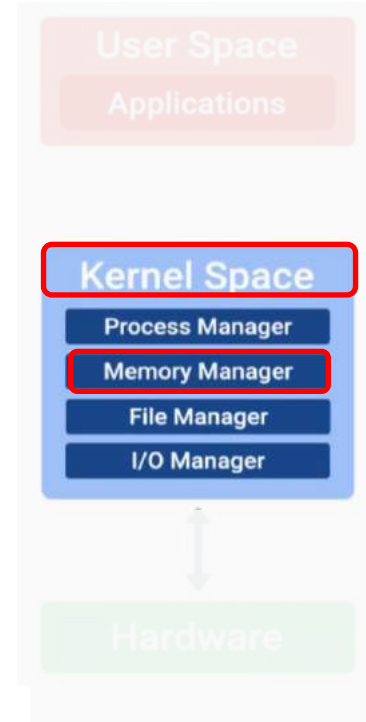 User Space
Applications
Kernel Space
Process Manager
Memory Manager
File Manager
I/O Manager
Hardware